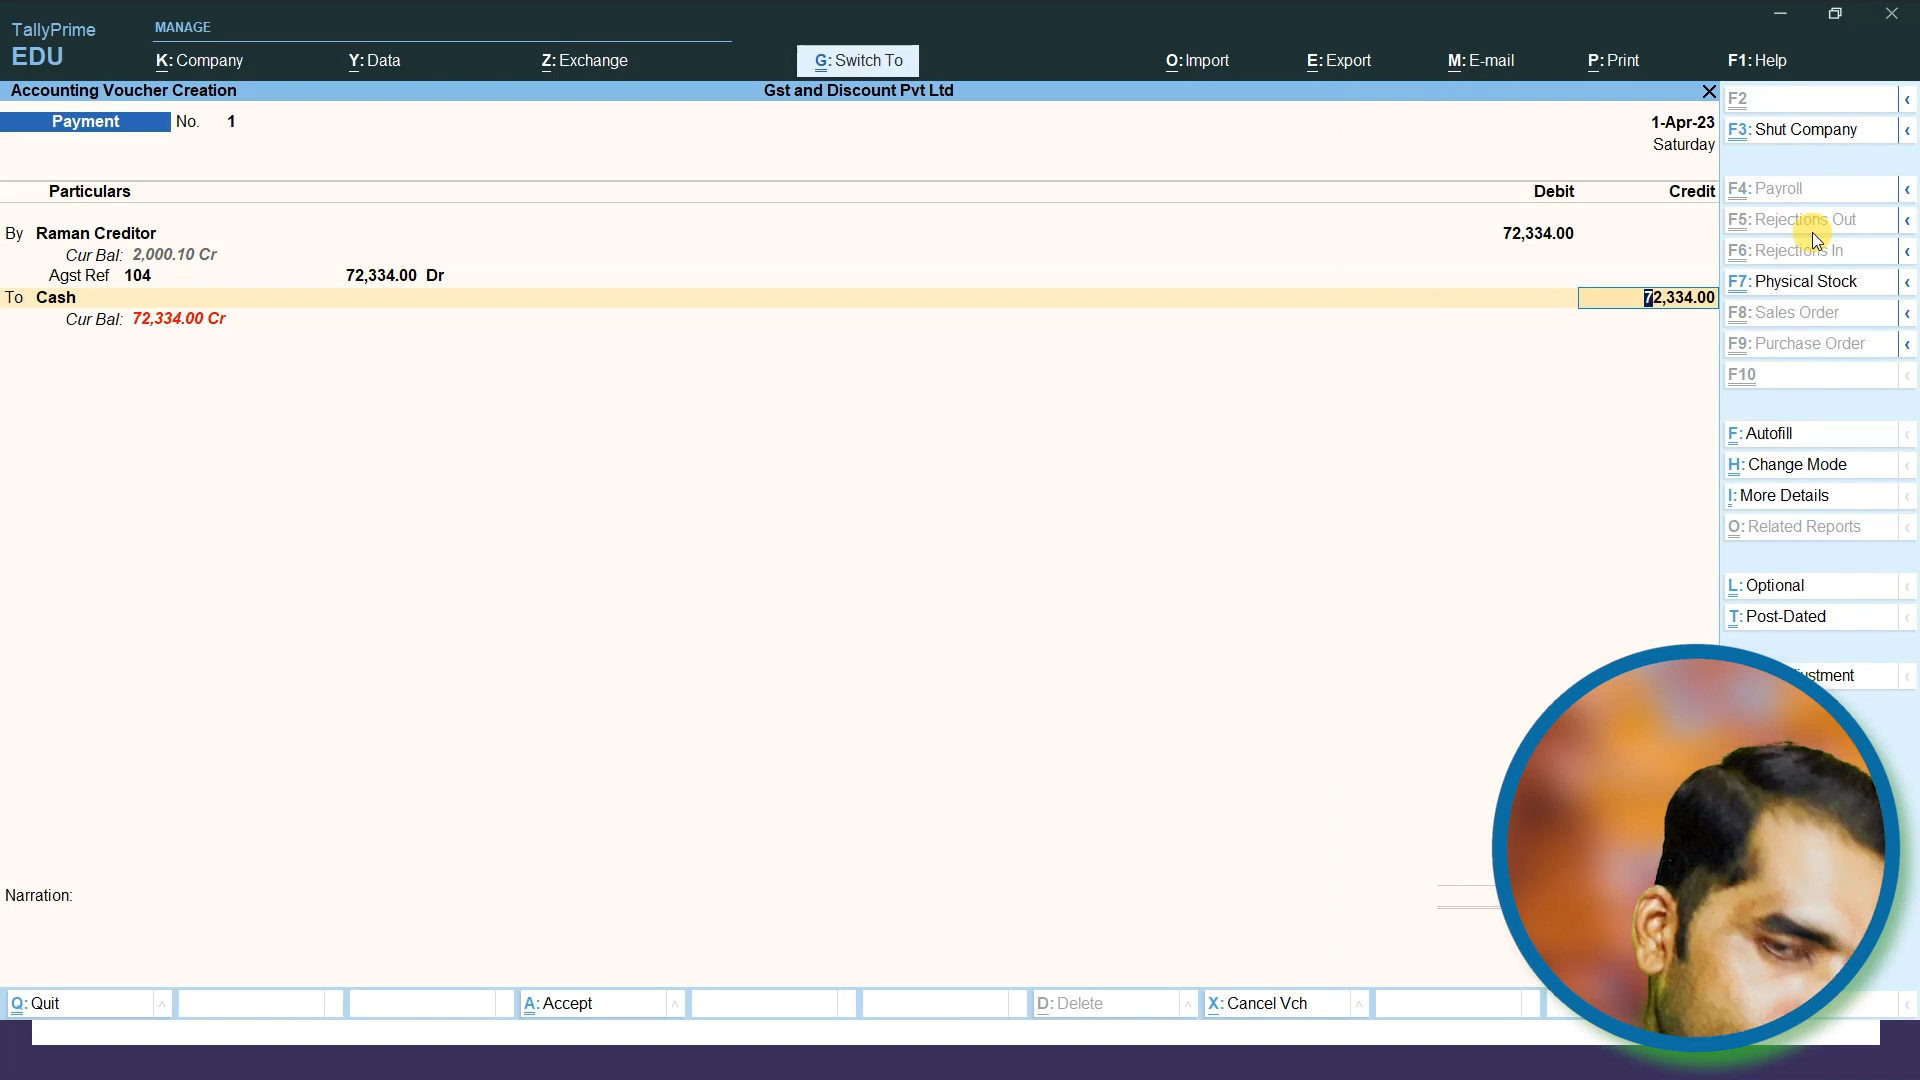 TallyPrime
EDU
MANAGE
K: Company
Y: Data
Z: Exchange
G: Switch To
O: Import
E: Export
M: E-mail
P: Print
F1: Help
Accounting Voucher Creation
Gst and Discount Pvt Ltd
Payment No. 1
1-Apr-23
Saturday
Particulars Debit Credit
By Raman Creditor 72,334.00
Cur Bal: 2,000.10 Cr
Agst Ref 104 72,334.00 Dr
To Cash 72,334.00
Cur Bal: 72,334.00 Cr
Narration:
F2
F3: Shut Company
F4: Payroll
F5: Rejections Out
F6: Rejections In
F7: Physical Stock
F8: Sales Order
F9: Purchase Order
F10
F: Autofill
H: Change Mode
I: More Details
O: Related Reports
L: Optional
T: Post-Dated
Q: Quit
A: Accept
D: Delete
X: Cancel Vch